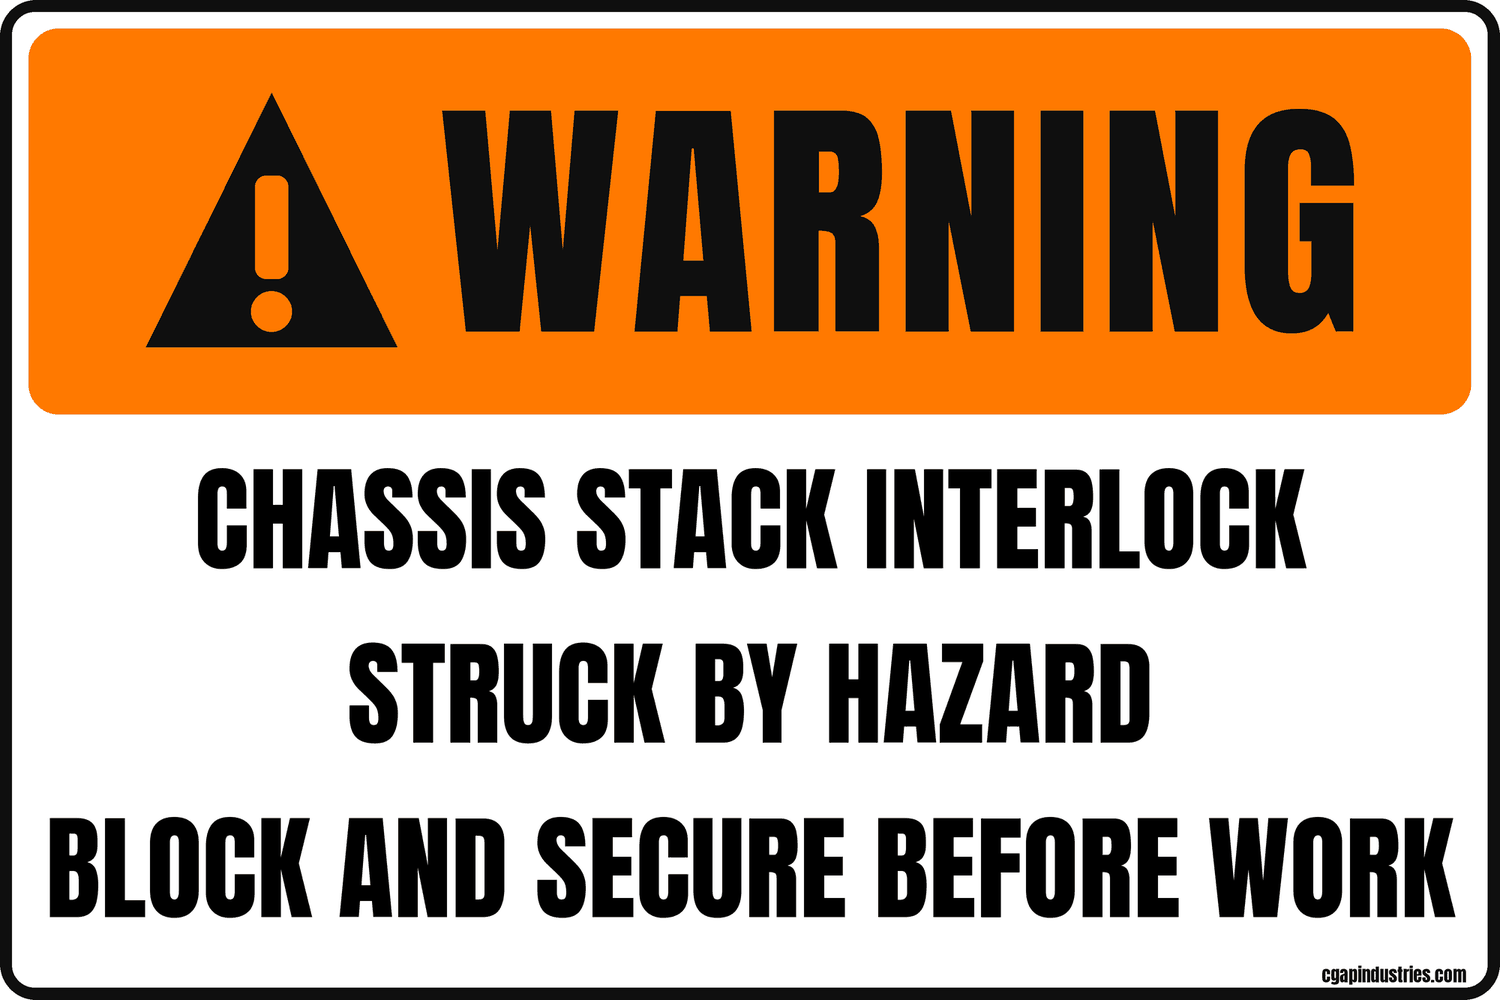 WARNING
CHASSIS STACK INTERLOCK
STRUCK BY HAZARD
BLOCK AND SECURE BEFORE WORK
cgapindustries.com